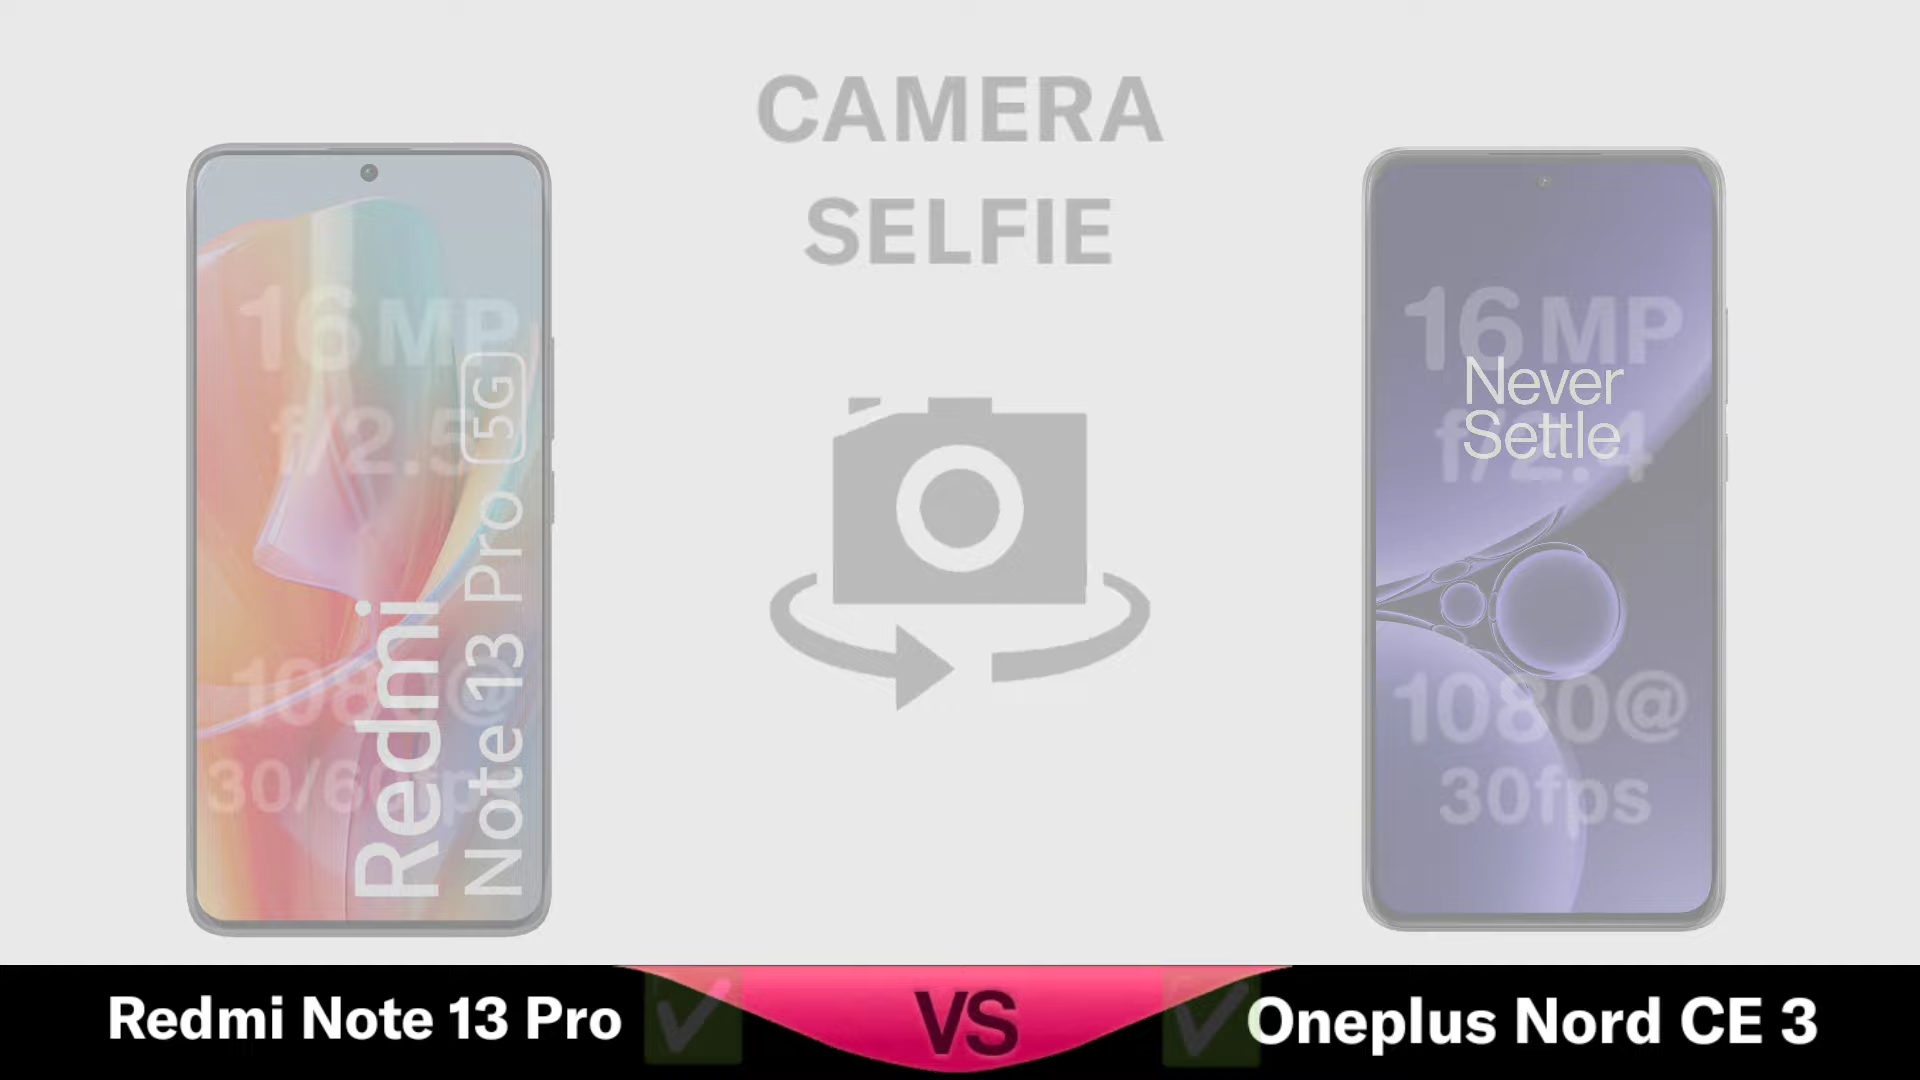 CAMERA
SELFIE
16 MP
f/2.5
1080@
30/60fps
Redmi
Note 13 Pro 5G
16 MP
Never
Settle
f/2.4
1080@
30fps
Redmi Note 13 Pro
VS
Oneplus Nord CE 3